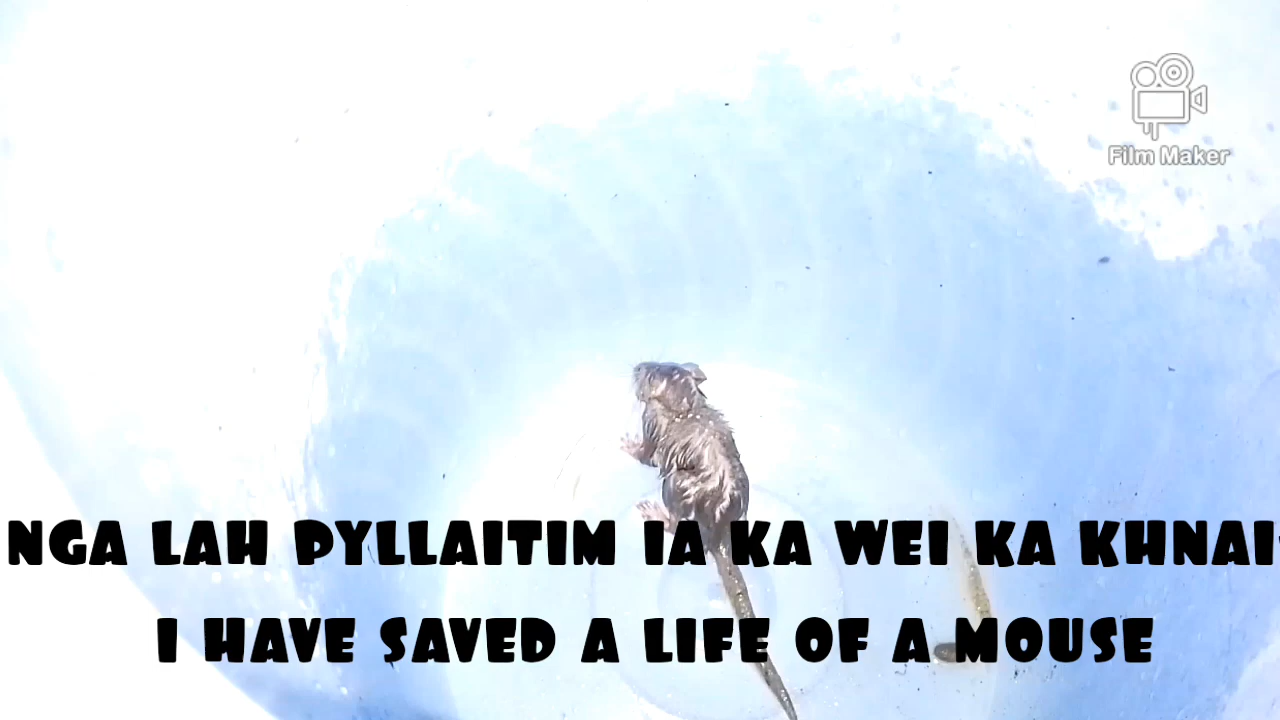 Film Maker
NGA LAH PYLLAITIM IA KA WEI KA KHNAI-
I HAVE SAVED A LIFE OF A MOUSE